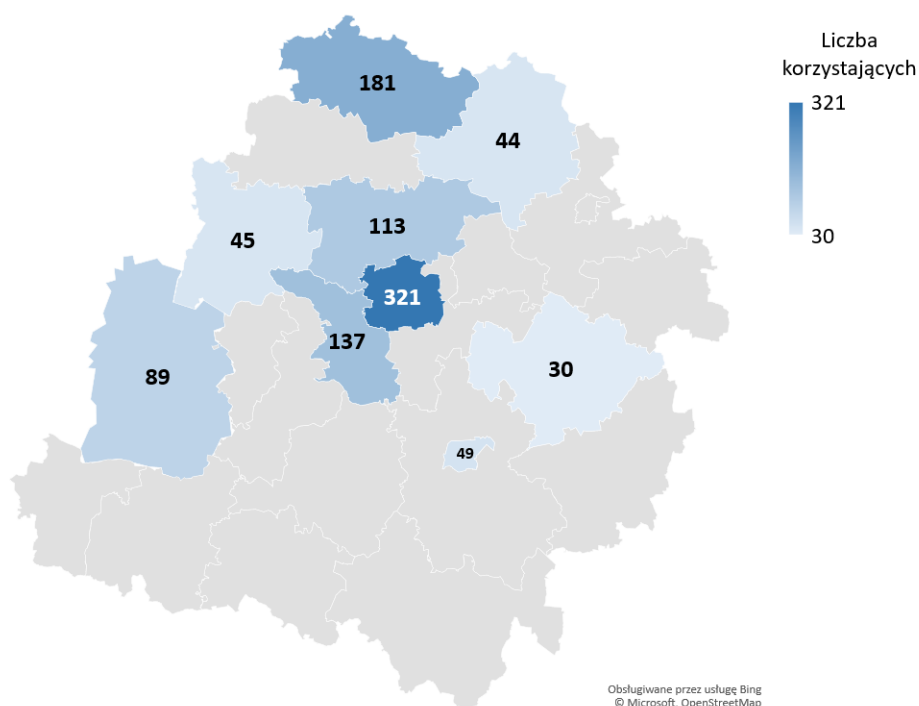 Liczba
korzystających
321
30
181
44
45
113
321
137
89
30
49
Obsługiwane przez usługę Bing
© Microsoft, OpenStreetMap